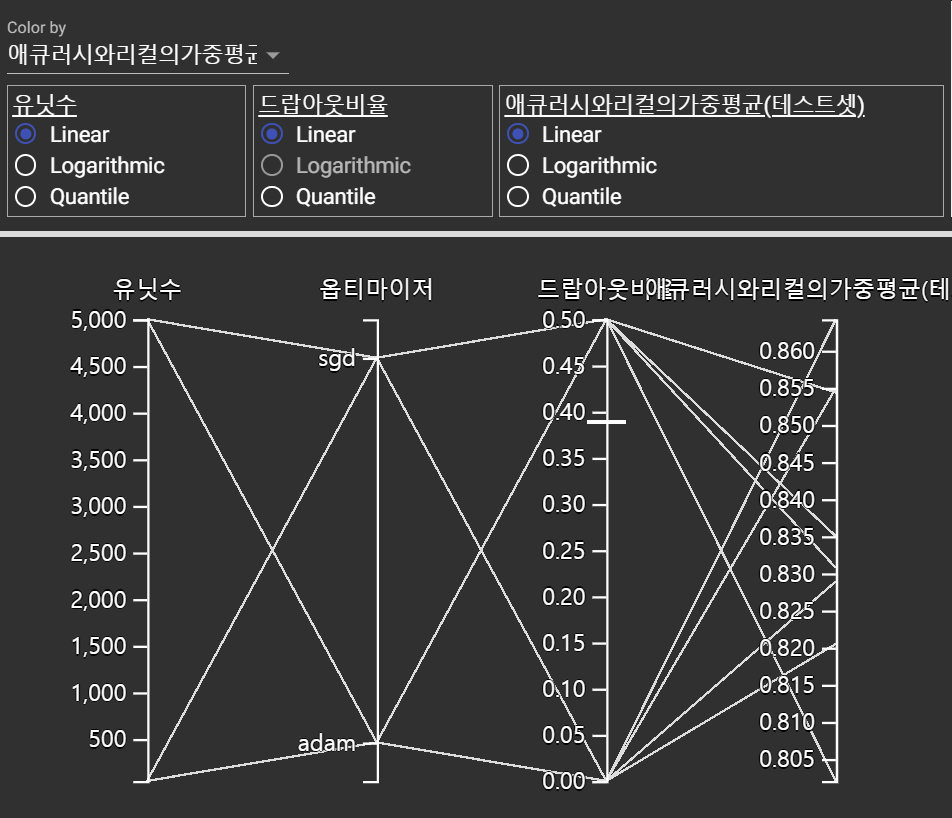 Color by
애큐러시와리컬의가중평균
유닛수
Linear
Logarithmic
Quantile
드랍아웃비율
Linear
Logarithmic
Quantile
애큐러시와리컬의가중평균(테스트셋)
Linear
Logarithmic
Quantile
유닛수
5,000
4,500
4,000
3,500
3,000
2,500
2,000
1,500
1,000
500
옵티마이저
sgd
adam
드랍아웃비율
0.50
0.45
0.40
0.35
0.30
0.25
0.20
0.15
0.10
0.05
0.00
애큐러시와리컬의가중평균(테
0.860
0.855
0.850
0.845
0.840
0.835
0.830
0.825
0.820
0.815
0.810
0.805